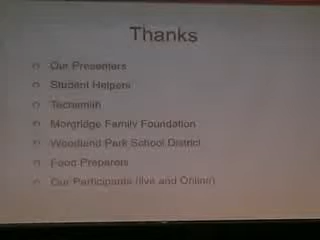 Thanks
Our Presenters
Student Helpers
Techsmith
Morgridge Family Foundation
Woodland Park School District
Food Preparers
Our Participants (live and Online)